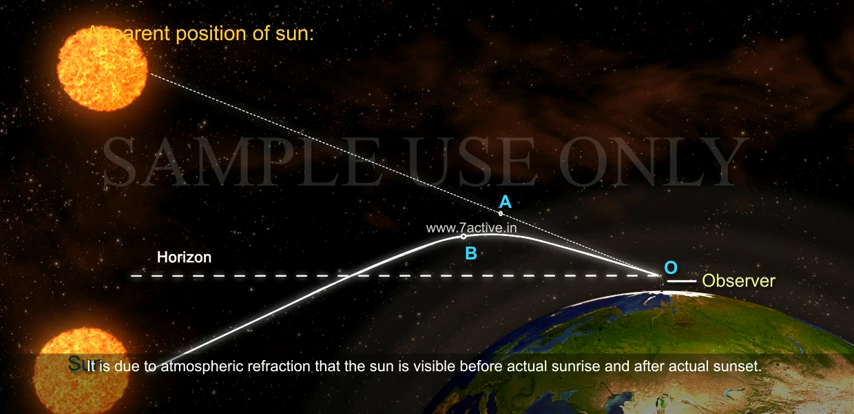 Apparent position of sun:
SAMPLE USE ONLY
A
www.7active.in
B
Horizon
O
Observer
Sun
It is due to atmospheric refraction that the sun is visible before actual sunrise and after actual sunset.